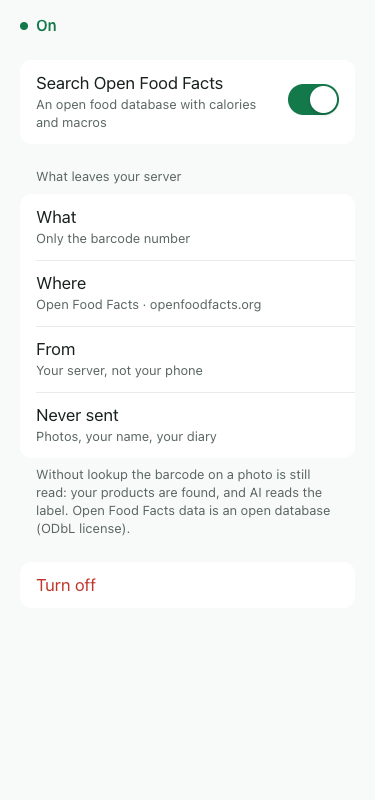 On
Search Open Food Facts
An open food database with calories
and macros
What leaves your server
What
Only the barcode number
Where
Open Food Facts · openfoodfacts.org
From
Your server, not your phone
Never sent
Photos, your name, your diary
Without lookup the barcode on a photo is still
read: your products are found, and AI reads the
label. Open Food Facts data is an open database
(ODbL license).
Turn off